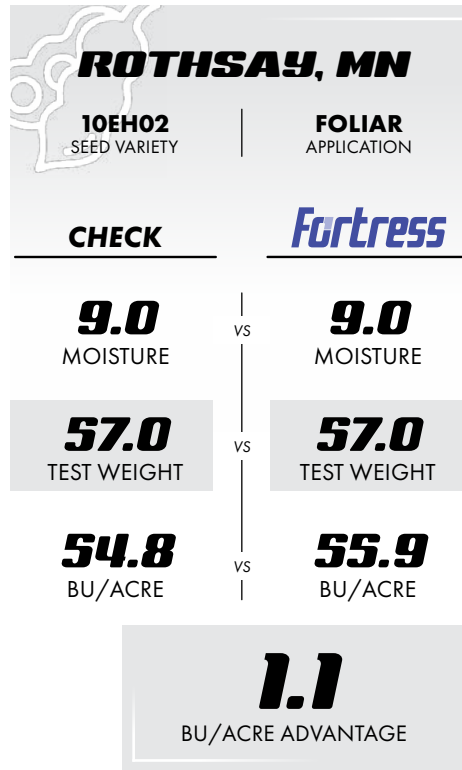 ROTHSAY, MN
10EH02
SEED VARIETY
FOLIAR
APPLICATION
CHECK
Fortress
9.0
MOISTURE
VS
9.0
MOISTURE
57.0
TEST WEIGHT
VS
57.0
TEST WEIGHT
54.8
BU/ACRE
VS
55.9
BU/ACRE
1.1
BU/ACRE ADVANTAGE